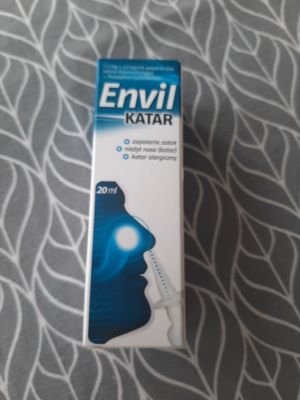 Envil
KATAR
zapalenie zatok
nieżyt nosa (katar)
katar alergiczny
20 ml